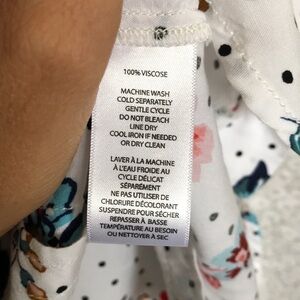 100% VISCOSE
MACHINE WASH
COLD SEPARATELY
GENTLE CYCLE
DO NOT BLEACH
LINE DRY
COOL IRON IF NEEDED
OR DRY CLEAN
LAVER À LA MACHINE
À L'EAU FROIDE AU
CYCLE DÉLICAT
SÉPARÉMENT
NE PAS UTILISER DE
CHLORURE DÉCOLORANT
SUSPENDRE POUR SÉCHER
REPASSER À BASSE
TEMPÉRATURE AU BESOIN
OU NETTOYER À SEC